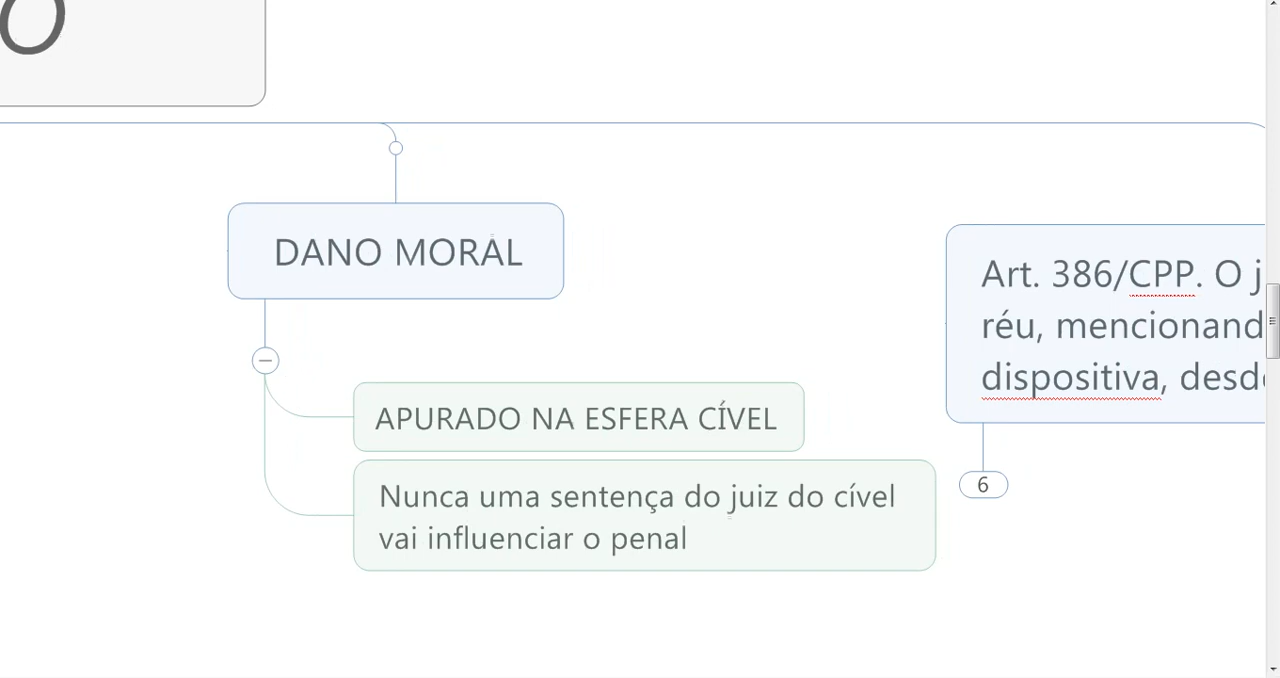 O
DANO MORAL
Art. 386/CPP. O j
réu, mencionand
dispositiva, desd
APURADO NA ESFERA CÍVEL
6
Nunca uma sentença do juiz do cível
vai influenciar o penal